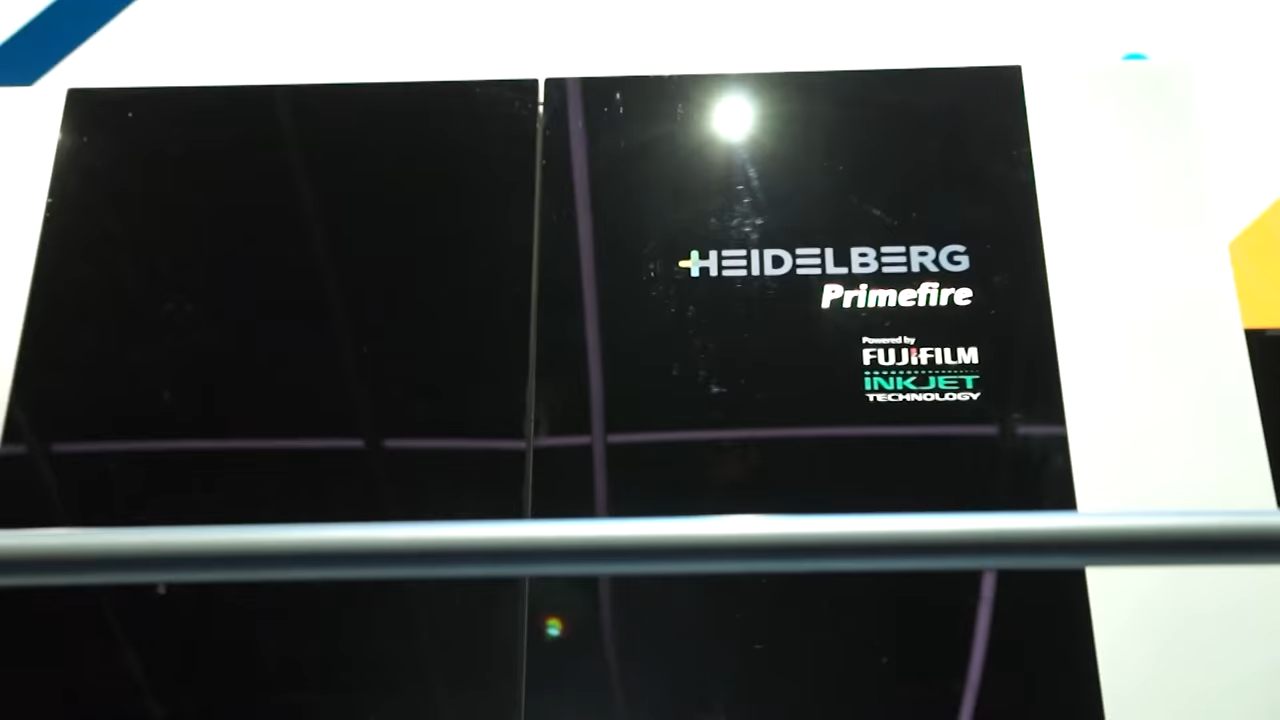 HEIDELBERG
Primefire
Powered by
FUJIFILM
INKJET
TECHNOLOGY